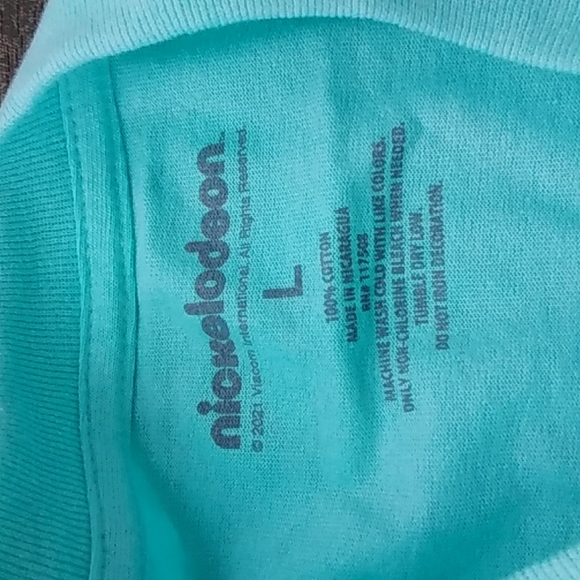 nickelodeon™
© 2021 Viacom International. All Rights Reserved.
L
100% COTTON
MADE IN NICARAGUA
RN# 117508
MACHINE WASH COLD WITH LIKE COLORS.
ONLY NON-CHLORINE BLEACH WHEN NEEDED.
TUMBLE DRY LOW.
DO NOT IRON DECORATION.